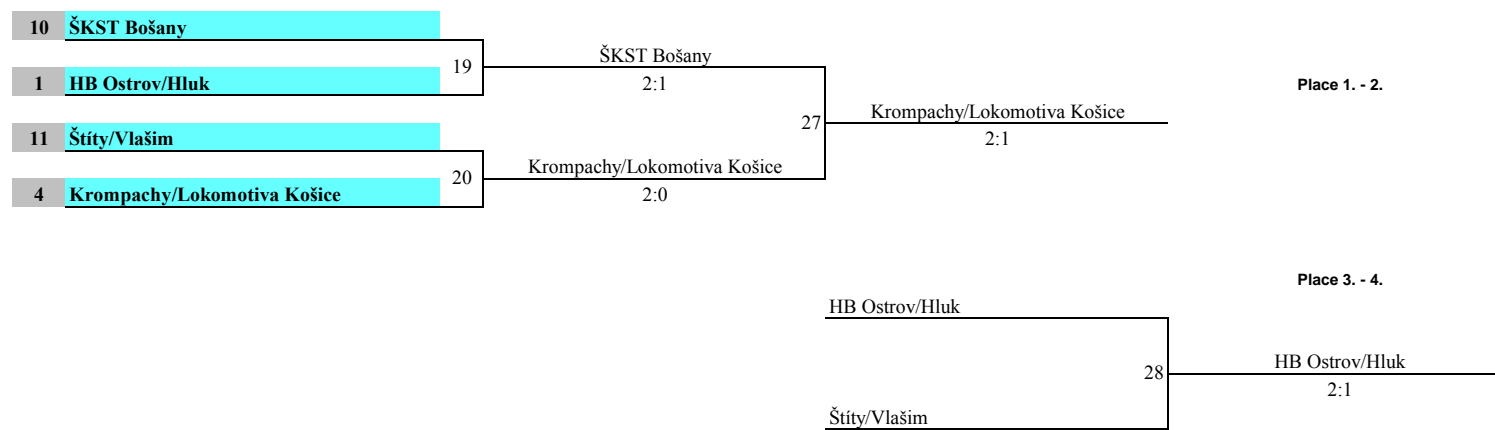 10 ŠKST Bošany
19
ŠKST Bošany
2:1
1 HB Ostrov/Hluk
Place 1. - 2.
27
Krompachy/Lokomotiva Košice
2:1
11 Štíty/Vlašim
20
Krompachy/Lokomotiva Košice
2:0
4 Krompachy/Lokomotiva Košice
Place 3. - 4.
HB Ostrov/Hluk
28
HB Ostrov/Hluk
2:1
Štíty/Vlašim